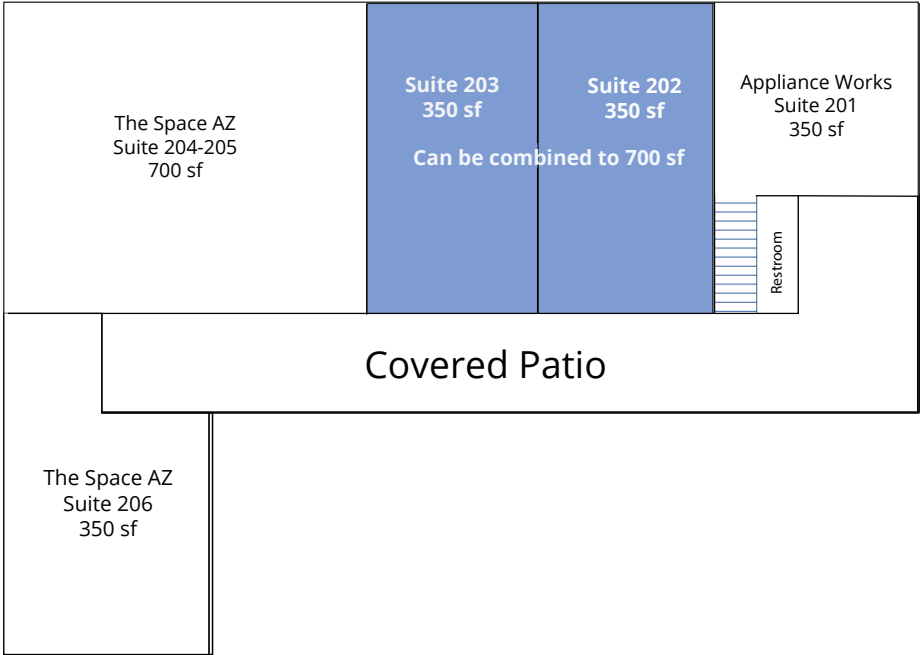 The Space AZ
Suite 204-205
700 sf
Suite 203
350 sf
Suite 202
350 sf
Can be combined to 700 sf
Appliance Works
Suite 201
350 sf
Restroom
Covered Patio
The Space AZ
Suite 206
350 sf